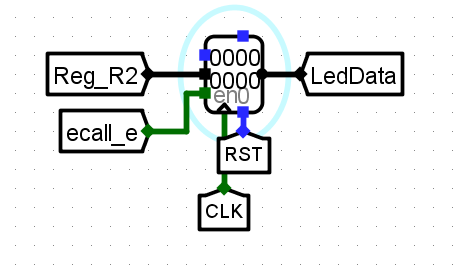 0000
Reg_R2
0000
LedData
en0
ecall_e
RST
CLK